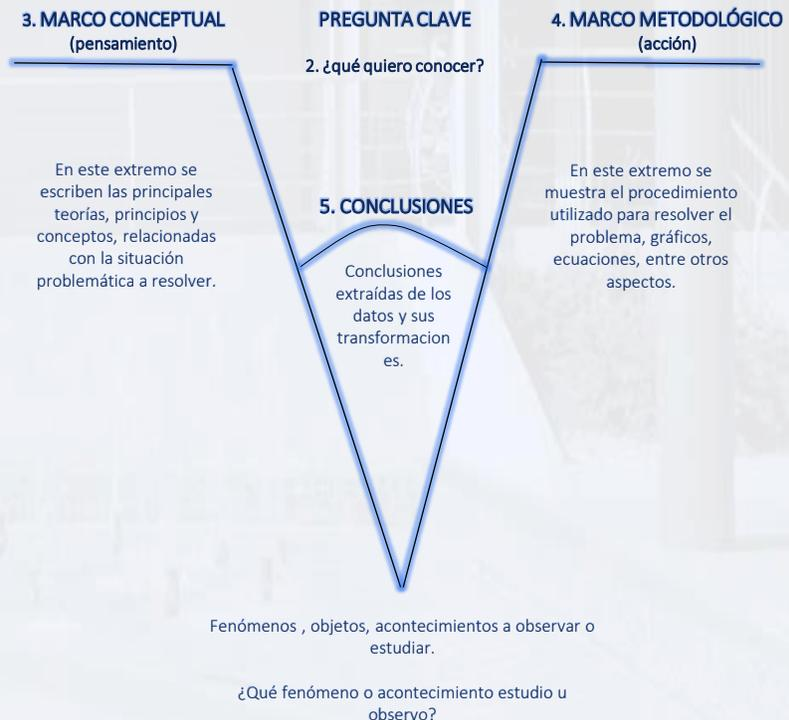 3. MARCO CONCEPTUAL
(pensamiento)
PREGUNTA CLAVE
2. ¿qué quiero conocer?
4. MARCO METODOLÓGICO
(acción)
En este extremo se
escriben las principales
teorías, principios y
conceptos, relacionadas
con la situación
problemática a resolver.
5. CONCLUSIONES
Conclusiones
extraídas de los
datos y sus
transformacion
es.
En este extremo se
muestra el procedimiento
utilizado para resolver el
problema, gráficos,
ecuaciones, entre otros
aspectos.
Fenómenos , objetos, acontecimientos a observar o
estudiar.
¿Qué fenómeno o acontecimiento estudio u
observo?